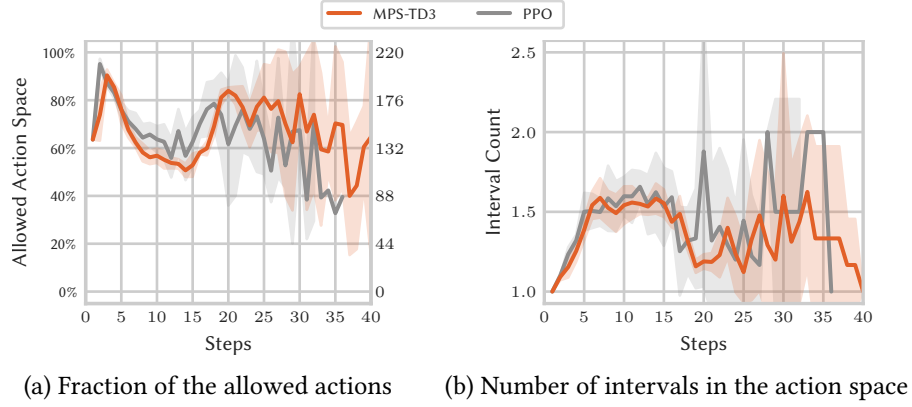 MPS-TD3 PPO
100%
80%
60%
40%
20%
0%
Allowed Action Space
220
176
132
88
44
0
0 5 10 15 20 25 30 35 40
Steps
(a) Fraction of the allowed actions
2.5
2.0
1.5
1.0
Interval Count
0 5 10 15 20 25 30 35 40
Steps
(b) Number of intervals in the action space